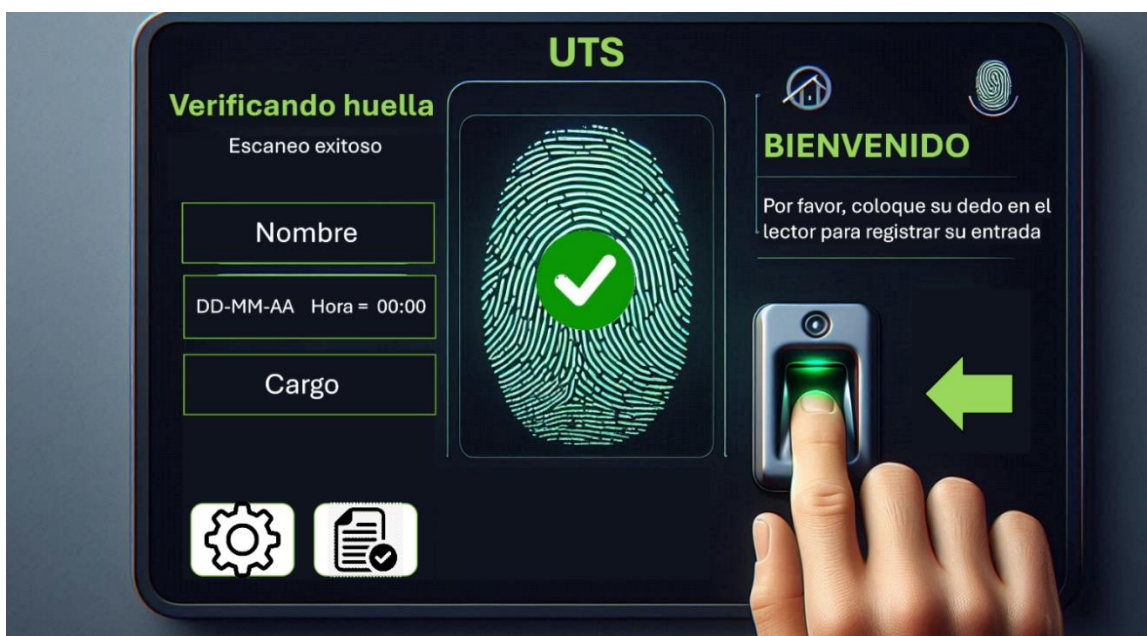 UTS
Verificando huella
Escaneo exitoso
Nombre
DD-MM-AA Hora = 00:00
Cargo
BIENVENIDO
Por favor, coloque su dedo en el
lector para registrar su entrada